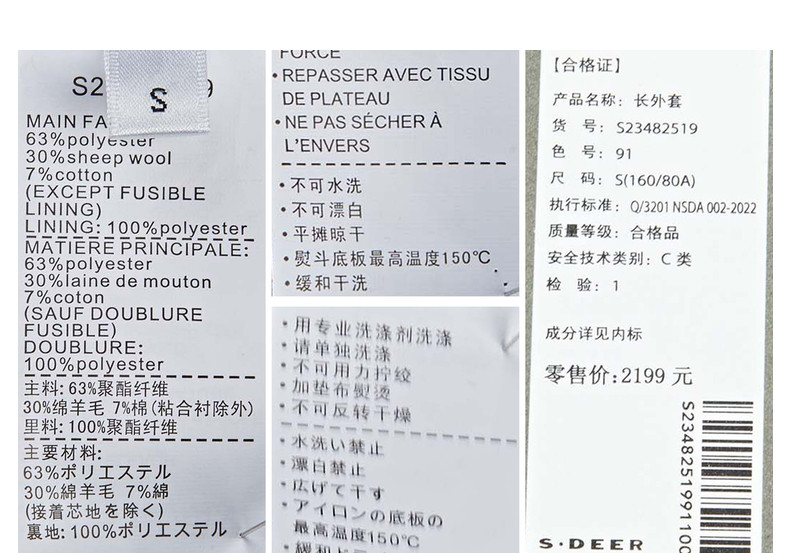 S2
9
S
MAIN FA
63%polyester
30%sheep wool
7%cotton
(EXCEPT FUSIBLE
LINING)
LINING: 100%polyester
MATIERE PRINCIPALE:
63%polyester
30%laine de mouton
7%coton
(SAUF DOUBLURE
FUSIBLE)
DOUBLURE:
100%polyester
主料: 63%聚酯纤维
30%绵羊毛 7%棉(粘合衬除外)
里料: 100%聚酯纤维
主要材料:
63%ポリエステル
30%綿羊毛 7%綿
(接着芯地を除く)
裏地: 100%ポリエステル
FORCE
•REPASSER AVEC TISSU
DE PLATEAU
•NE PAS SÉCHER À
L'ENVERS
•不可水洗
•不可漂白
•平摊晾干
•熨斗底板最高温度150℃
•缓和干洗
•用专业洗涤剂洗涤
•请单独洗涤
•不可用力拧绞
•加垫布熨烫
•不可反转干燥
•水洗い禁止
•漂白禁止
•広げて干す
•アイロンの底板の
最高温度150℃
•緩和ド
【合格证】
产品名称: 长外套
货 号: S23482519
色 号: 91
尺 码: S(160/80A)
执行标准: Q/3201 NSDA 002-2022
质量等级: 合格品
安全技术类别: C 类
检 验: 1
成分详见内标
零售价: 2199 元
S2348251991100
S·DEER